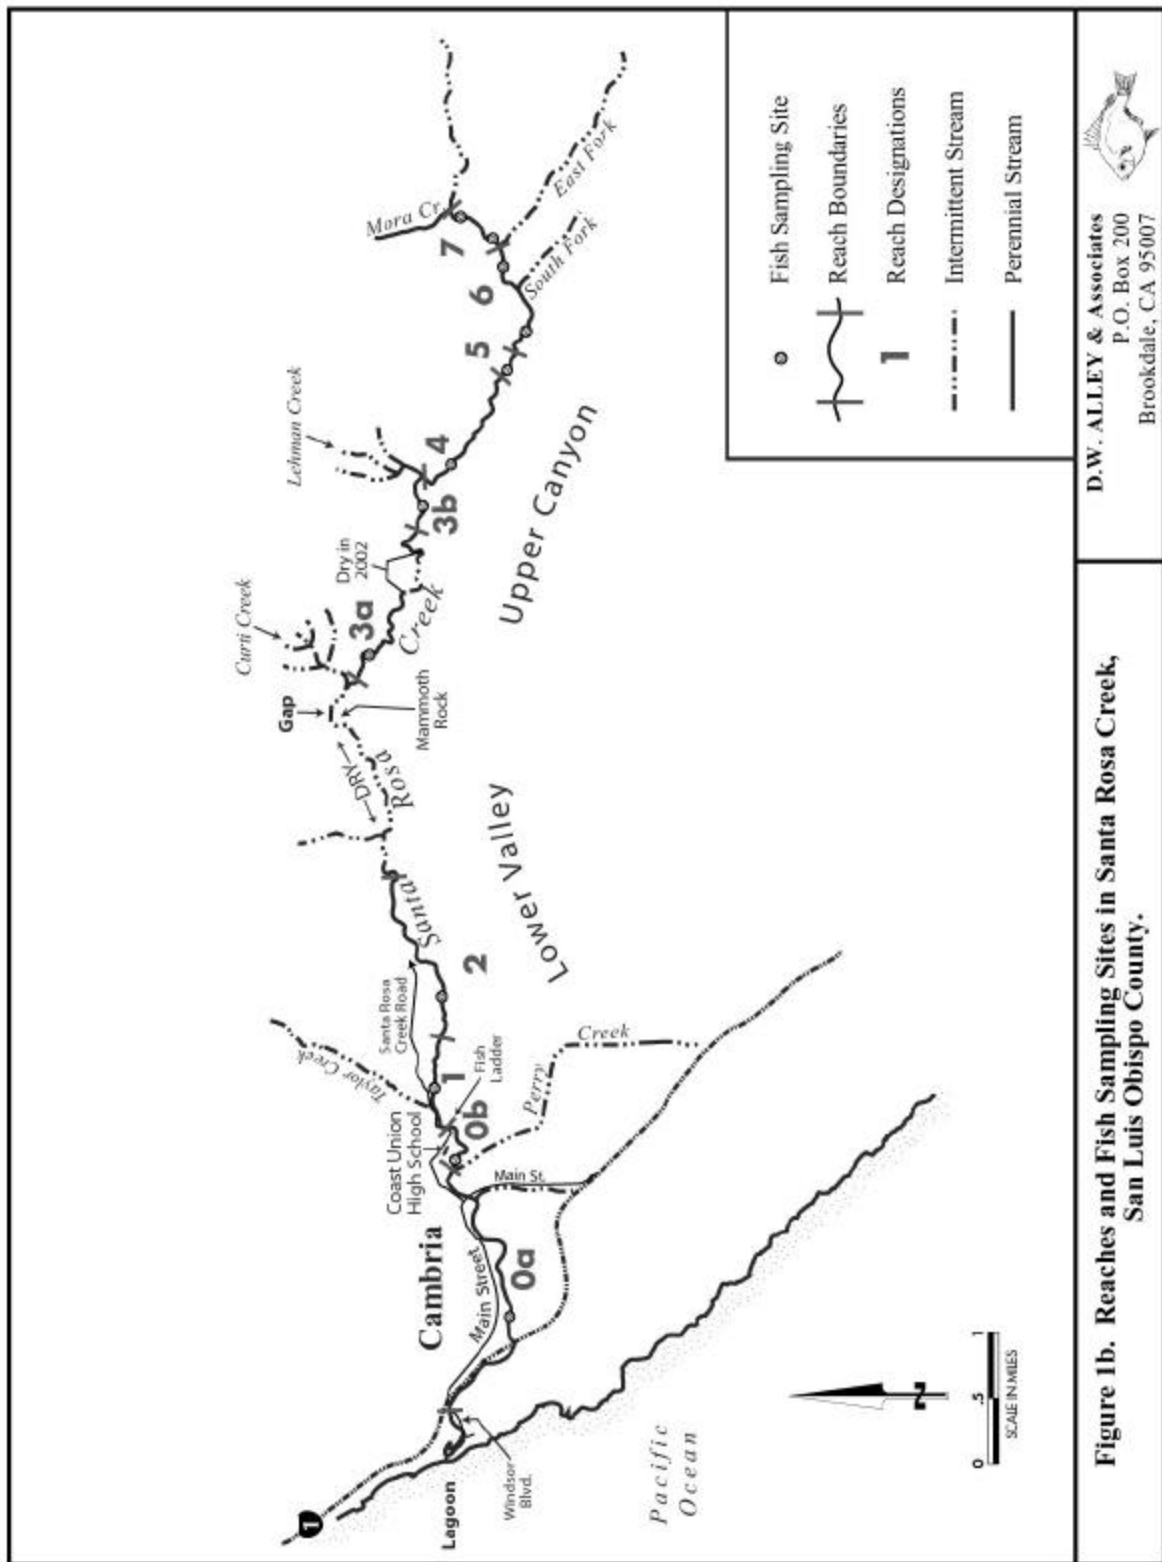 1
Lagoon
Windsor
Blvd.
Pacific
Ocean
Cambria
Main Street
0a
Main St.
Coast Union
High School
0b
Fish
Ladder
Perry
Creek
Taylor Creek
1
Santa Rosa
Creek Road
2
Lower Valley
Santa
Rosa
Creek
DRY
Gap
Mammoth
Rock
Curti Creek
3a
Dry in
2002
3b
Lehman Creek
4
Upper Canyon
5
6
South Fork
East Fork
7
Mora Cr.
N
0 .5 1
SCALE IN MILES
Fish Sampling Site
Reach Boundaries
1 Reach Designations
Intermittent Stream
Perennial Stream
Figure 1b. Reaches and Fish Sampling Sites in Santa Rosa Creek,
San Luis Obispo County.
D.W. ALLEY & Associates
P.O. Box 200
Brookdale, CA 95007